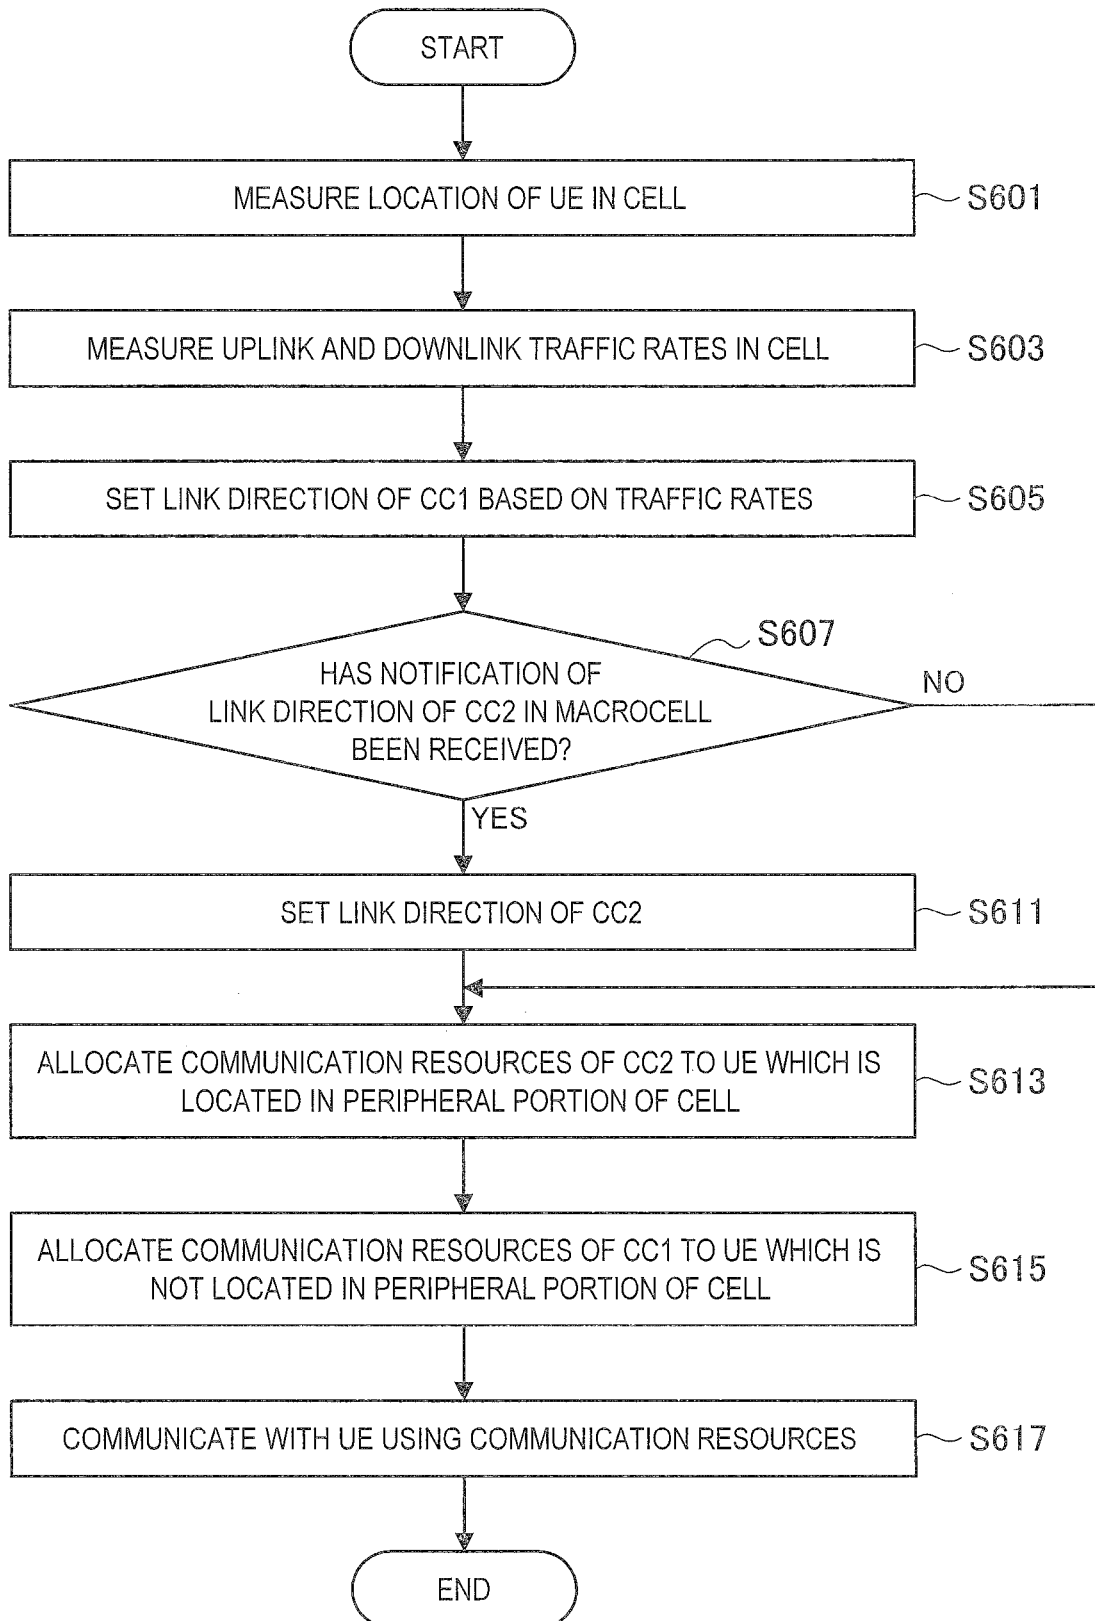 START
MEASURE LOCATION OF UE IN CELL
S601
MEASURE UPLINK AND DOWNLINK TRAFFIC RATES IN CELL
S603
SET LINK DIRECTION OF CC1 BASED ON TRAFFIC RATES
S605
S607
HAS NOTIFICATION OF
LINK DIRECTION OF CC2 IN MACROCELL
BEEN RECEIVED?
NO
YES
SET LINK DIRECTION OF CC2
S611
ALLOCATE COMMUNICATION RESOURCES OF CC2 TO UE WHICH IS
LOCATED IN PERIPHERAL PORTION OF CELL
S613
ALLOCATE COMMUNICATION RESOURCES OF CC1 TO UE WHICH IS
NOT LOCATED IN PERIPHERAL PORTION OF CELL
S615
COMMUNICATE WITH UE USING COMMUNICATION RESOURCES
S617
END